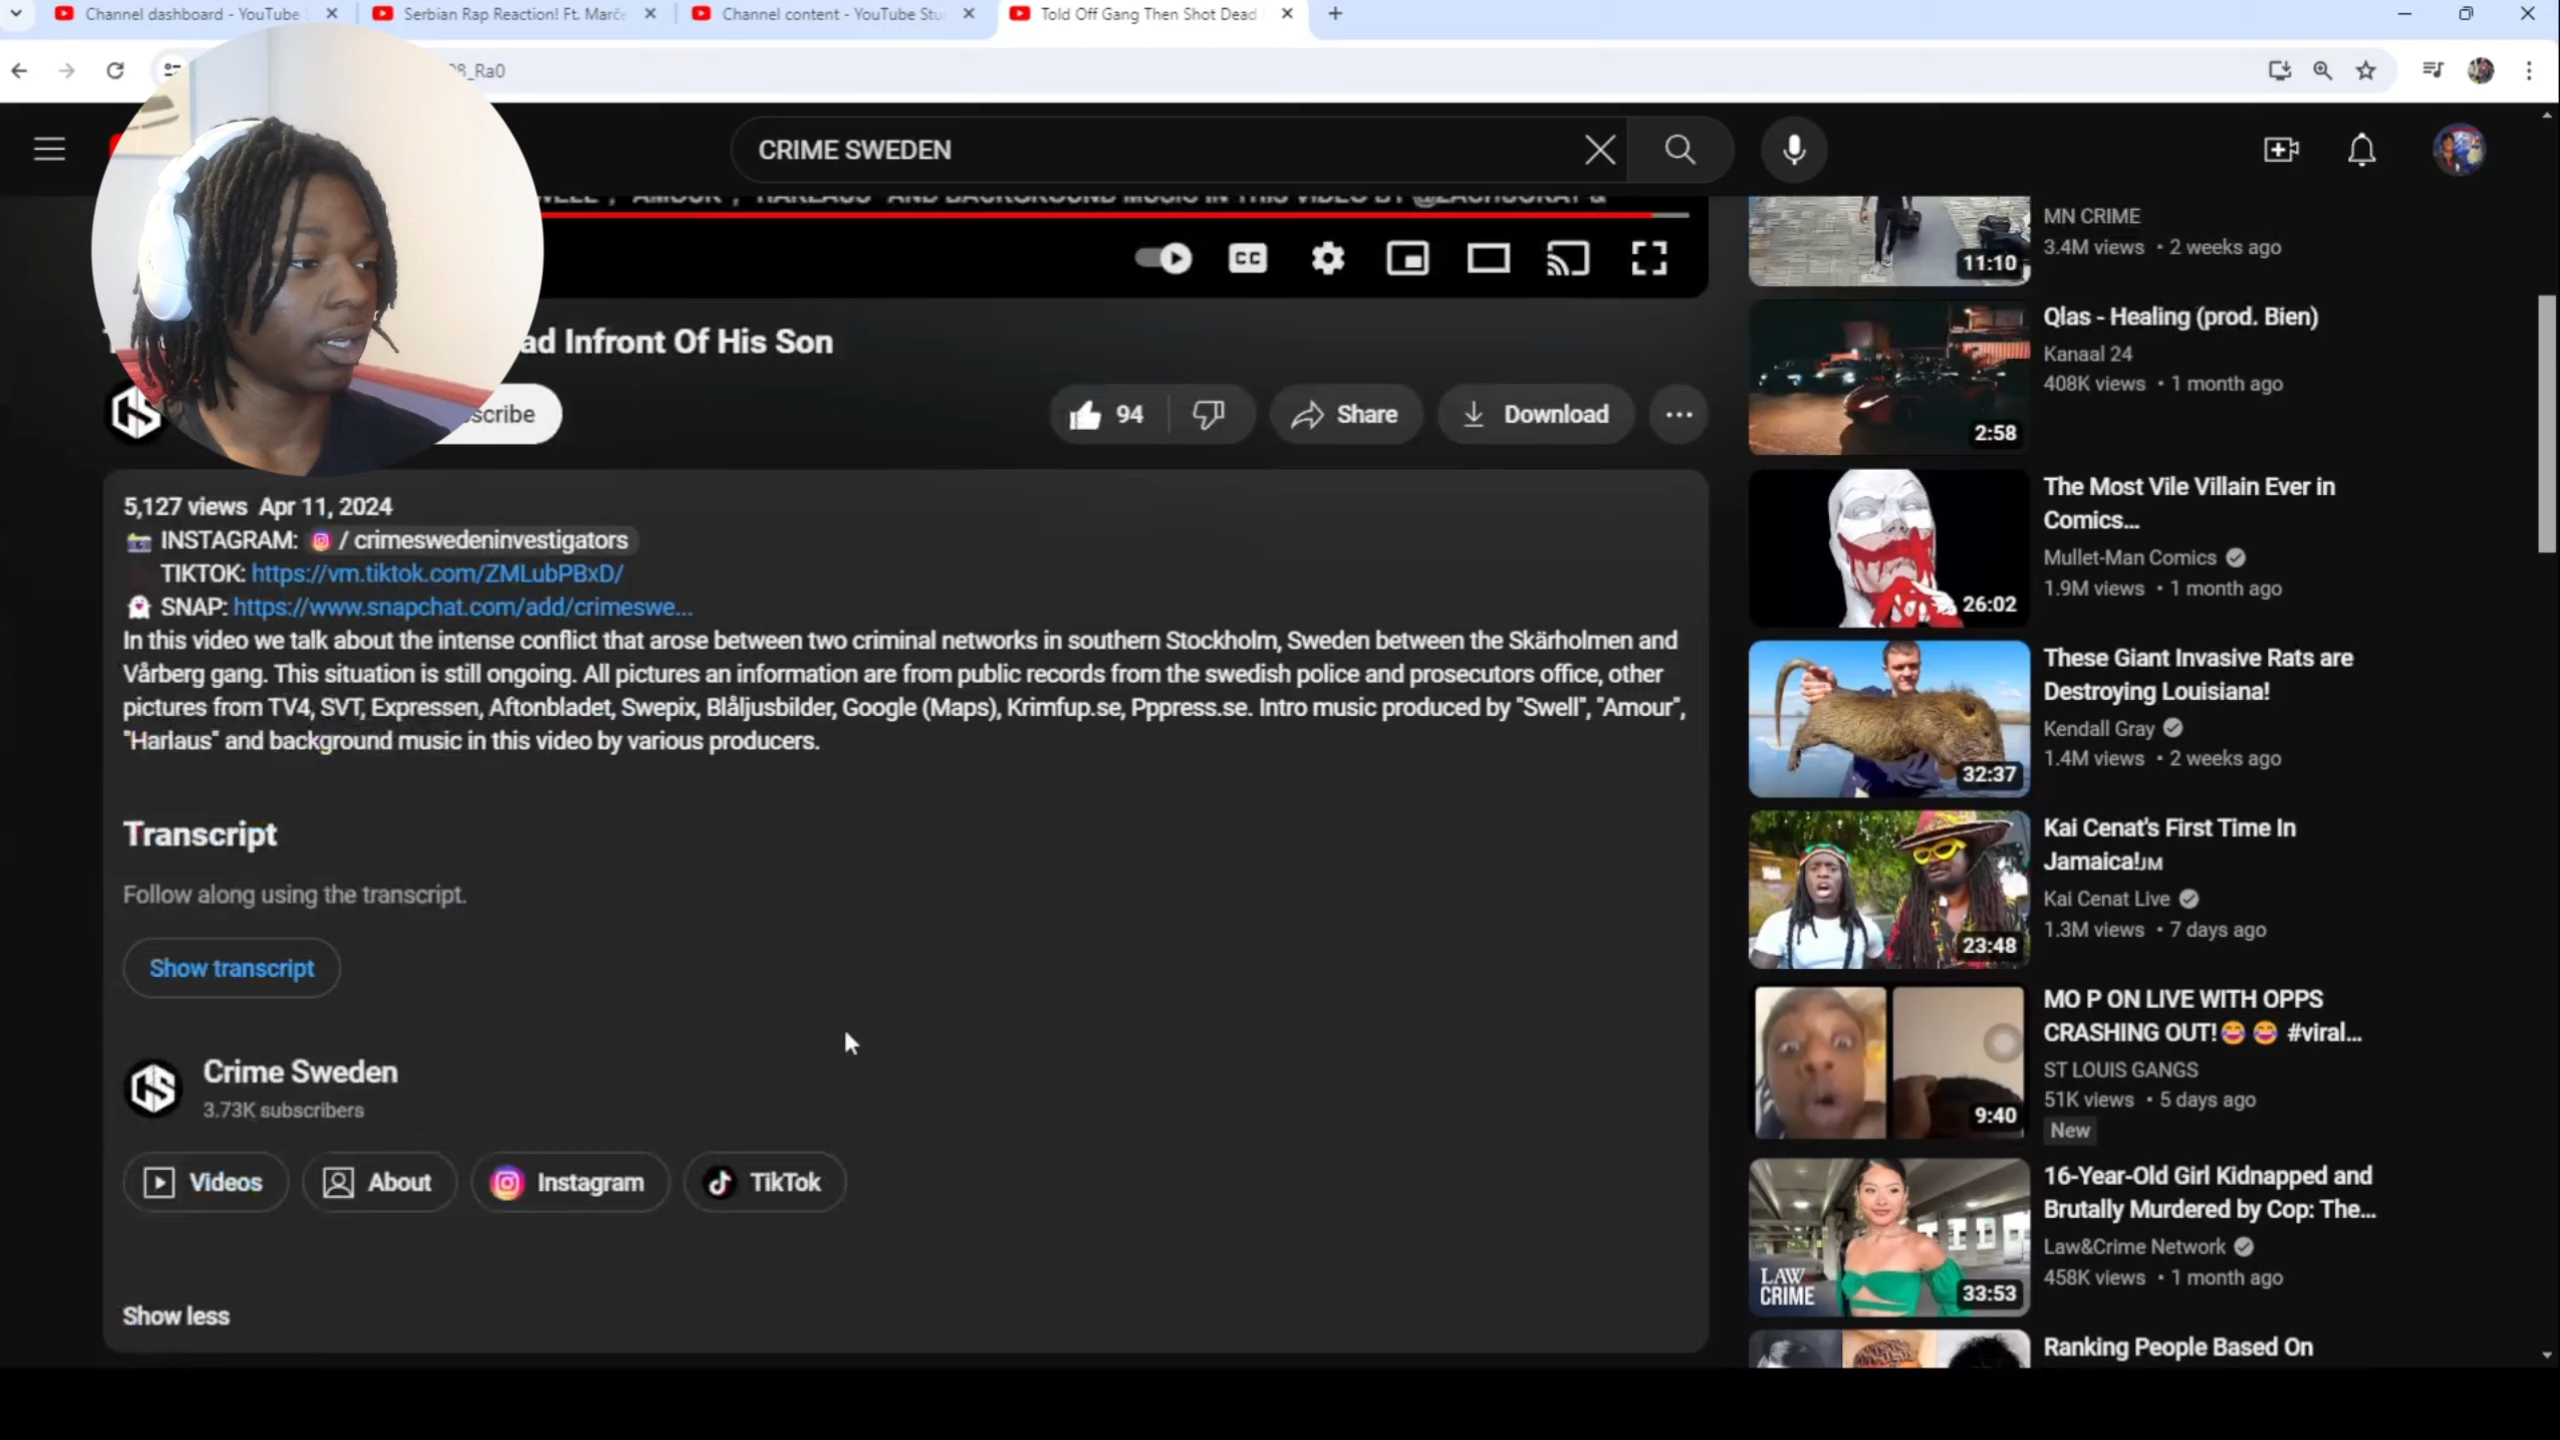 Channel dashboard - YouTube S
Serbian Rap Reaction! Ft. Marč
Channel content - YouTube Stu
Told Off Gang Then Shot Dead
8_Ra0
CRIME SWEDEN
"AMOUR", "HARLAUS" AND BACKGROUND MUSIC IN THIS VIDEO BY
CC
ad Infront Of His Son
scribe
94
Share
Download
5,127 views Apr 11, 2024
INSTAGRAM: / crimeswedeninvestigators
TIKTOK: https://vm.tiktok.com/ZMLubPBxD/
SNAP: https://www.snapchat.com/add/crimeswe...
In this video we talk about the intense conflict that arose between two criminal networks in southern Stockholm, Sweden between the Skärholmen and
Vårberg gang. This situation is still ongoing. All pictures an information are from public records from the swedish police and prosecutors office, other
pictures from TV4, SVT, Expressen, Aftonbladet, Swepix, Blåljusbilder, Google (Maps), Krimfup.se, Pppress.se. Intro music produced by "Swell", "Amour",
"Harlaus" and background music in this video by various producers.
Transcript
Follow along using the transcript.
Show transcript
Crime Sweden
3.73K subscribers
Videos
About
Instagram
TikTok
Show less
MN CRIME
3.4M views • 2 weeks ago
11:10
Qlas - Healing (prod. Bien)
Kanaal 24
408K views • 1 month ago
2:58
The Most Vile Villain Ever in
Comics...
Mullet-Man Comics
1.9M views • 1 month ago
26:02
These Giant Invasive Rats are
Destroying Louisiana!
Kendall Gray
1.4M views • 2 weeks ago
32:37
Kai Cenat's First Time In
Jamaica!JM
Kai Cenat Live
1.3M views • 7 days ago
23:48
MO P ON LIVE WITH OPPS
CRASHING OUT!😂 😂 #viral...
ST LOUIS GANGS
51K views • 5 days ago
New
9:40
16-Year-Old Girl Kidnapped and
Brutally Murdered by Cop: The...
Law&Crime Network
458K views • 1 month ago
LAW
CRIME
33:53
Ranking People Based On